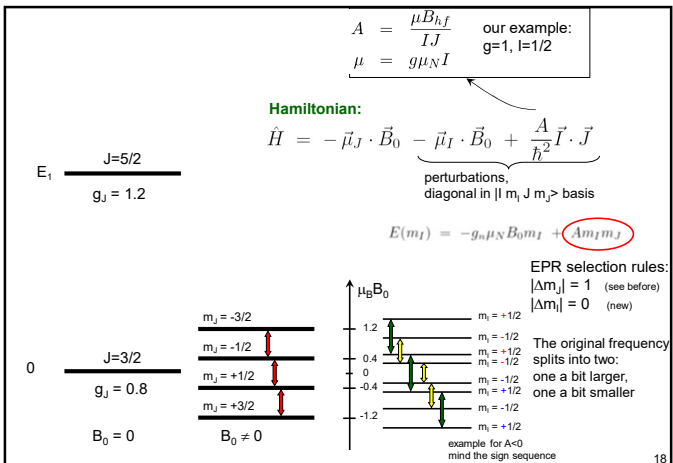 A = μB_hf / IJ
μ = gμ_N I
our example:
g=1, I=1/2
Hamiltonian:
Ĥ = − μ⃗_J · B⃗_0 − μ⃗_I · B⃗_0 + A/ħ² I⃗ · J⃗
perturbations,
diagonal in |I m_I J m_J> basis
E(m_I) = −g_n μ_N B_0 m_I + A m_I m_J
EPR selection rules:
|Δm_J| = 1 (see before)
|Δm_I| = 0 (new)
The original frequency
splits into two:
one a bit larger,
one a bit smaller
E_1
J=5/2
g_J = 1.2
0
J=3/2
g_J = 0.8
B_0 = 0
m_J = -3/2
m_J = -1/2
m_J = +1/2
m_J = +3/2
B_0 ≠ 0
μ_B B_0
1.2
0.4
0
-0.4
-1.2
m_I = +1/2
m_I = -1/2
m_I = +1/2
m_I = -1/2
m_I = -1/2
m_I = +1/2
m_I = -1/2
m_I = +1/2
example for A<0
mind the sign sequence
18